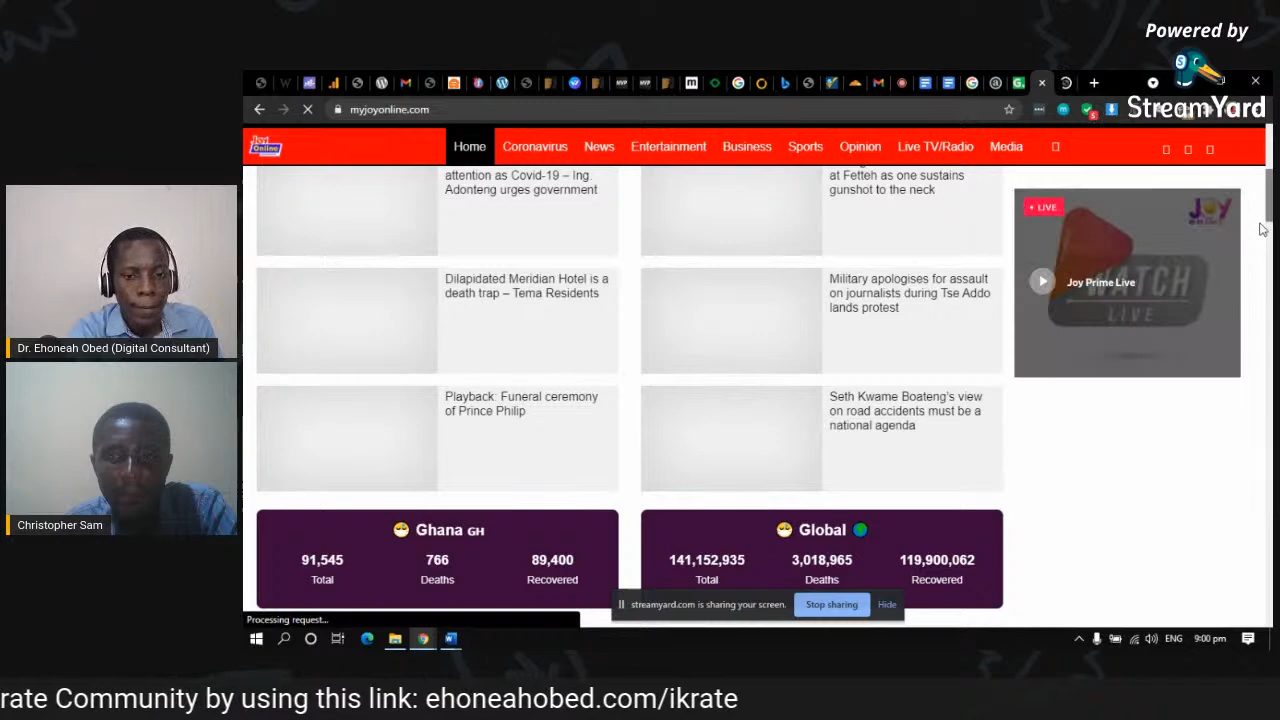 Powered by
StreamYard
myjoyonline.com
Joy
Online
Home
Coronavirus
News
Entertainment
Business
Sports
Opinion
Live TV/Radio
Media
attention as Covid-19 – Ing.
Adonteng urges government
at Fetteh as one sustains
gunshot to the neck
LIVE
JOY
WATCH
LIVE
Joy Prime Live
Dilapidated Meridian Hotel is a
death trap – Tema Residents
Military apologises for assault
on journalists during Tse Addo
lands protest
Playback: Funeral ceremony
of Prince Philip
Seth Kwame Boateng's view
on road accidents must be a
national agenda
Dr. Ehoneah Obed (Digital Consultant)
Christopher Sam
Ghana GH
91,545 766 89,400
Total Deaths Recovered
Global
141,152,935 3,018,965 119,900,062
Total Deaths Recovered
streamyard.com is sharing your screen. Stop sharing Hide
Processing request...
ENG 9:00 pm
rate Community by using this link: ehoneahobed.com/ikrate